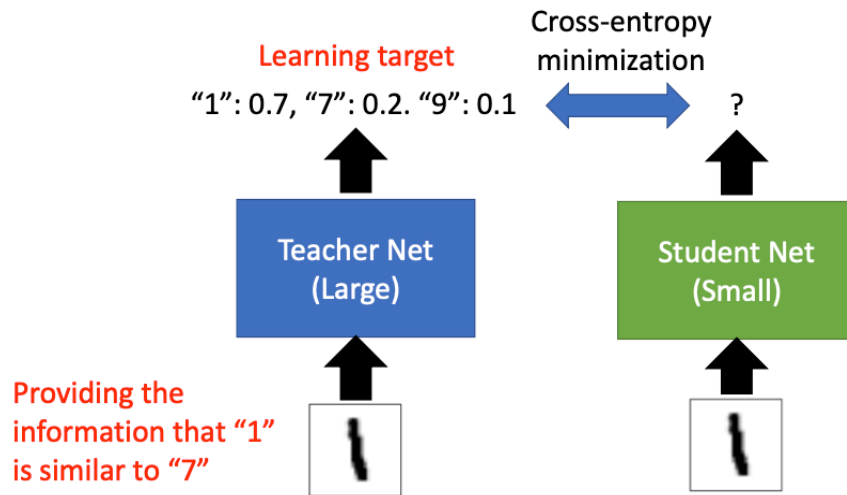 Cross-entropy
minimization
Learning target
“1”: 0.7, “7”: 0.2. “9”: 0.1
?
Teacher Net
(Large)
Student Net
(Small)
Providing the
information that “1”
is similar to “7”